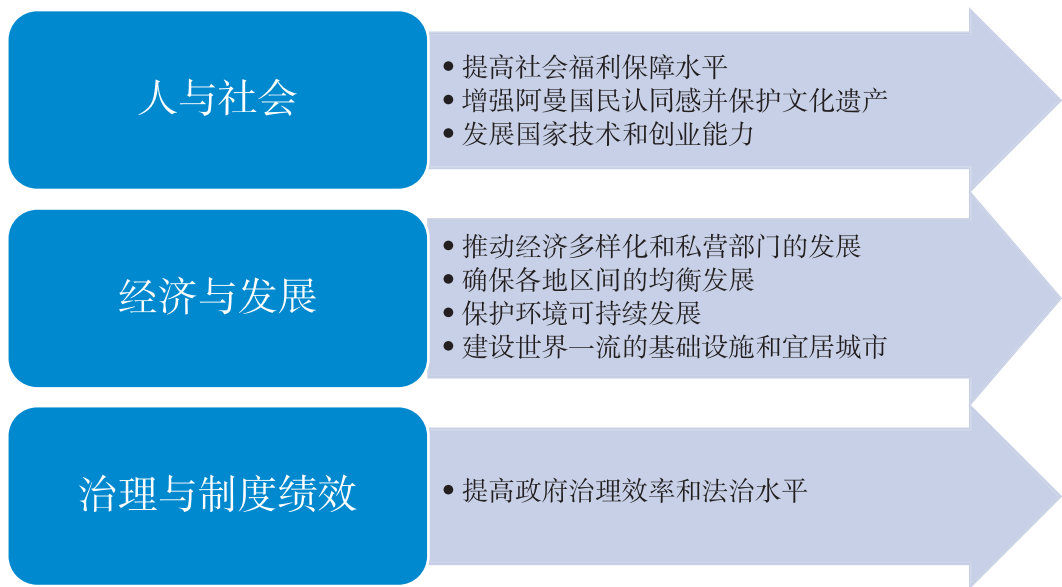 人与社会
• 提高社会福利保障水平
• 增强阿曼国民认同感并保护文化遗产
• 发展国家技术和创业能力
经济与发展
• 推动经济多样化和私营部门的发展
• 确保各地区间的均衡发展
• 保护环境可持续发展
• 建设世界一流的基础设施和宜居城市
治理与制度绩效
• 提高政府治理效率和法治水平